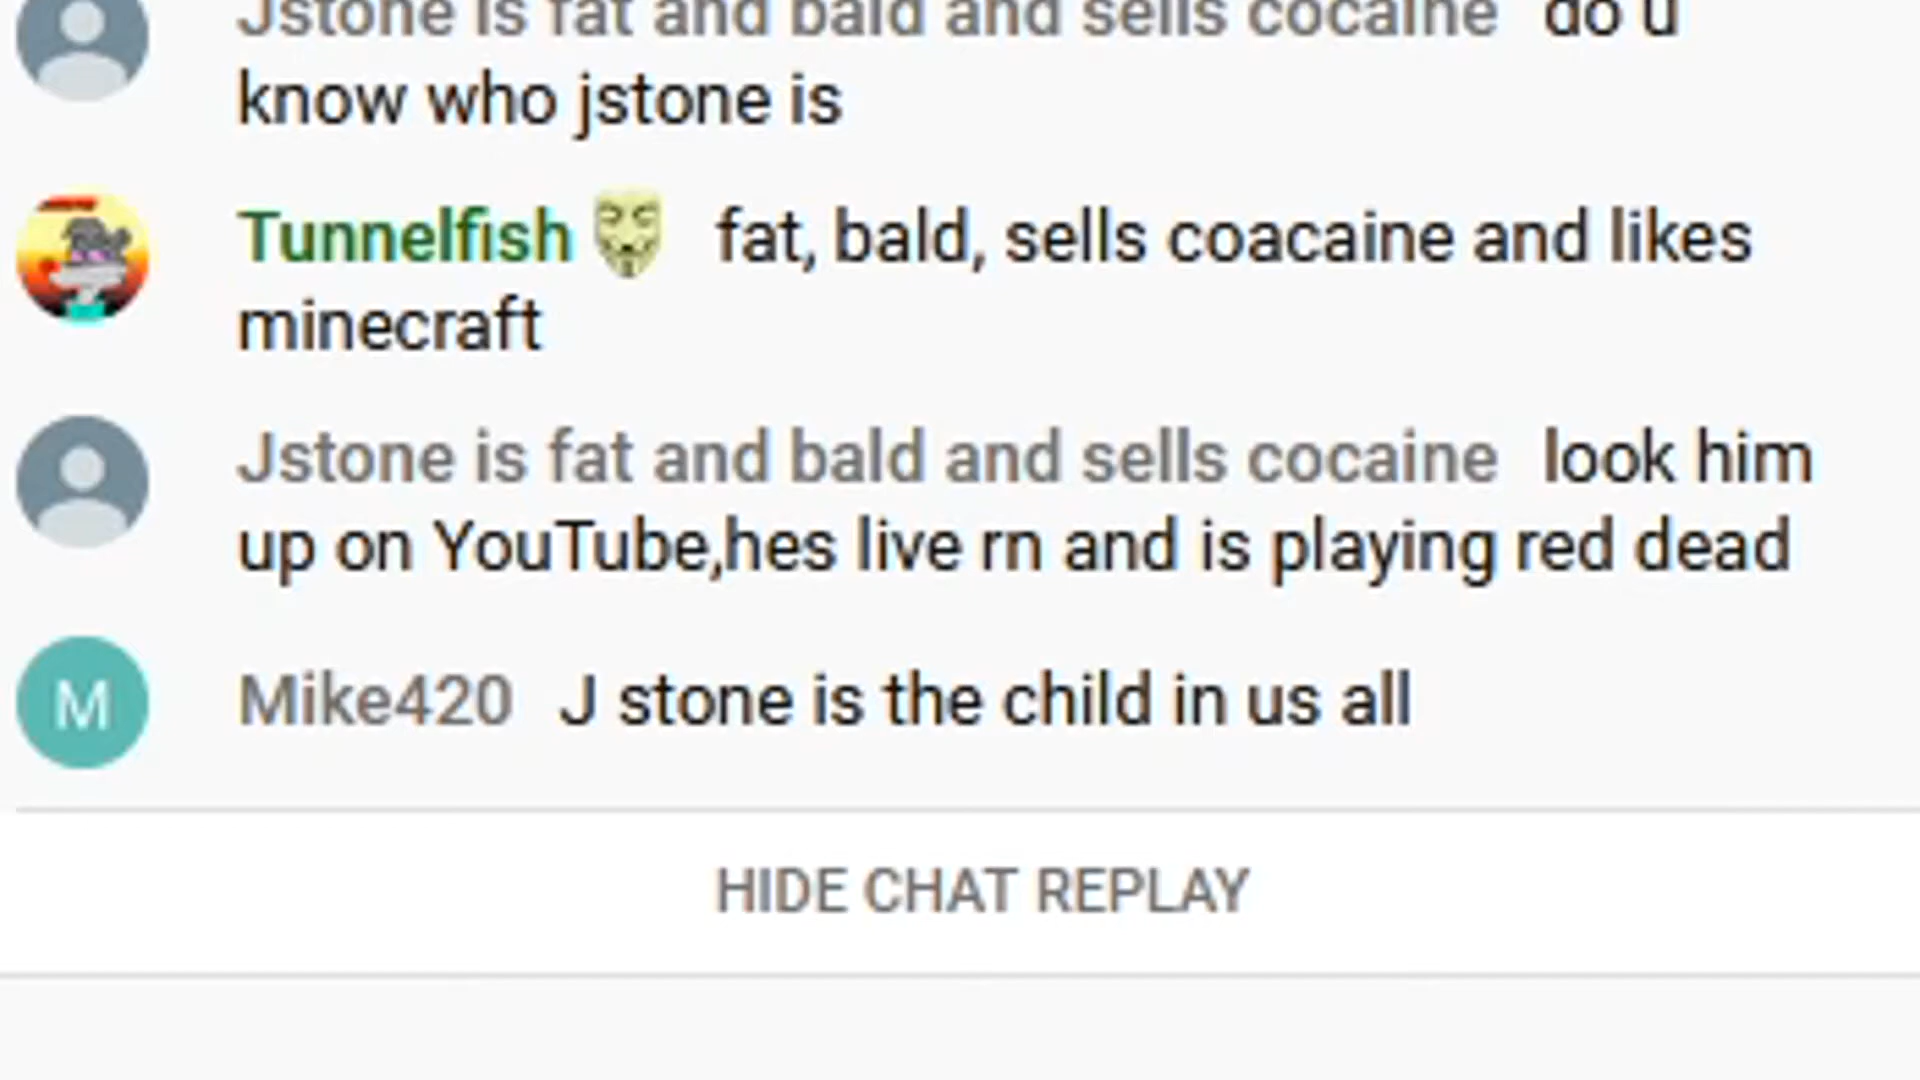 Jstone is fat and bald and sells cocaine do u
know who jstone is
Tunnelfish fat, bald, sells coacaine and likes
minecraft
Jstone is fat and bald and sells cocaine look him
up on YouTube,hes live rn and is playing red dead
M Mike420 J stone is the child in us all
HIDE CHAT REPLAY